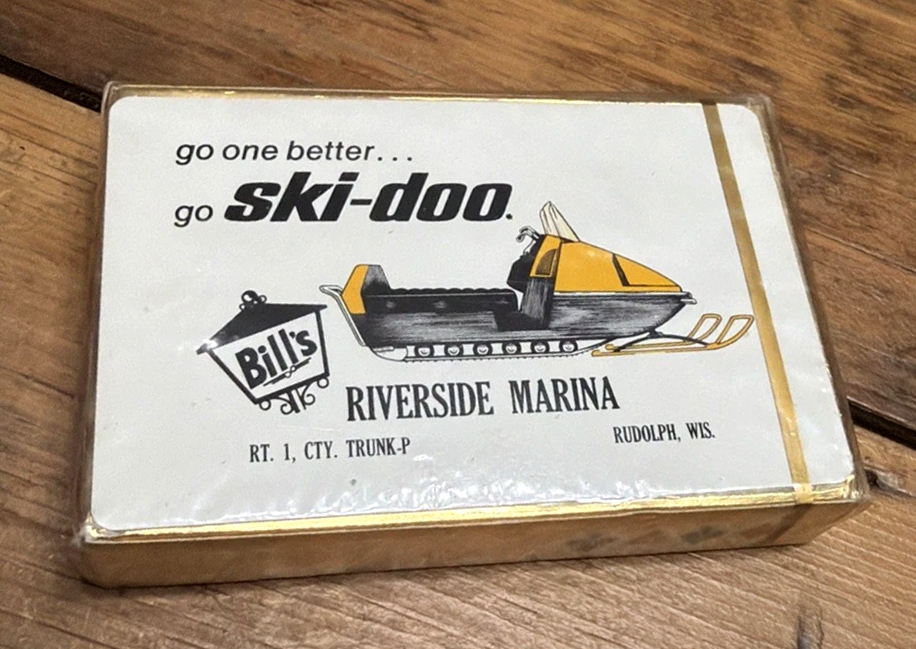 go one better...
go ski-doo.
Bill's
RIVERSIDE MARINA
RT. 1, CTY. TRUNK-P
RUDOLPH, WIS.